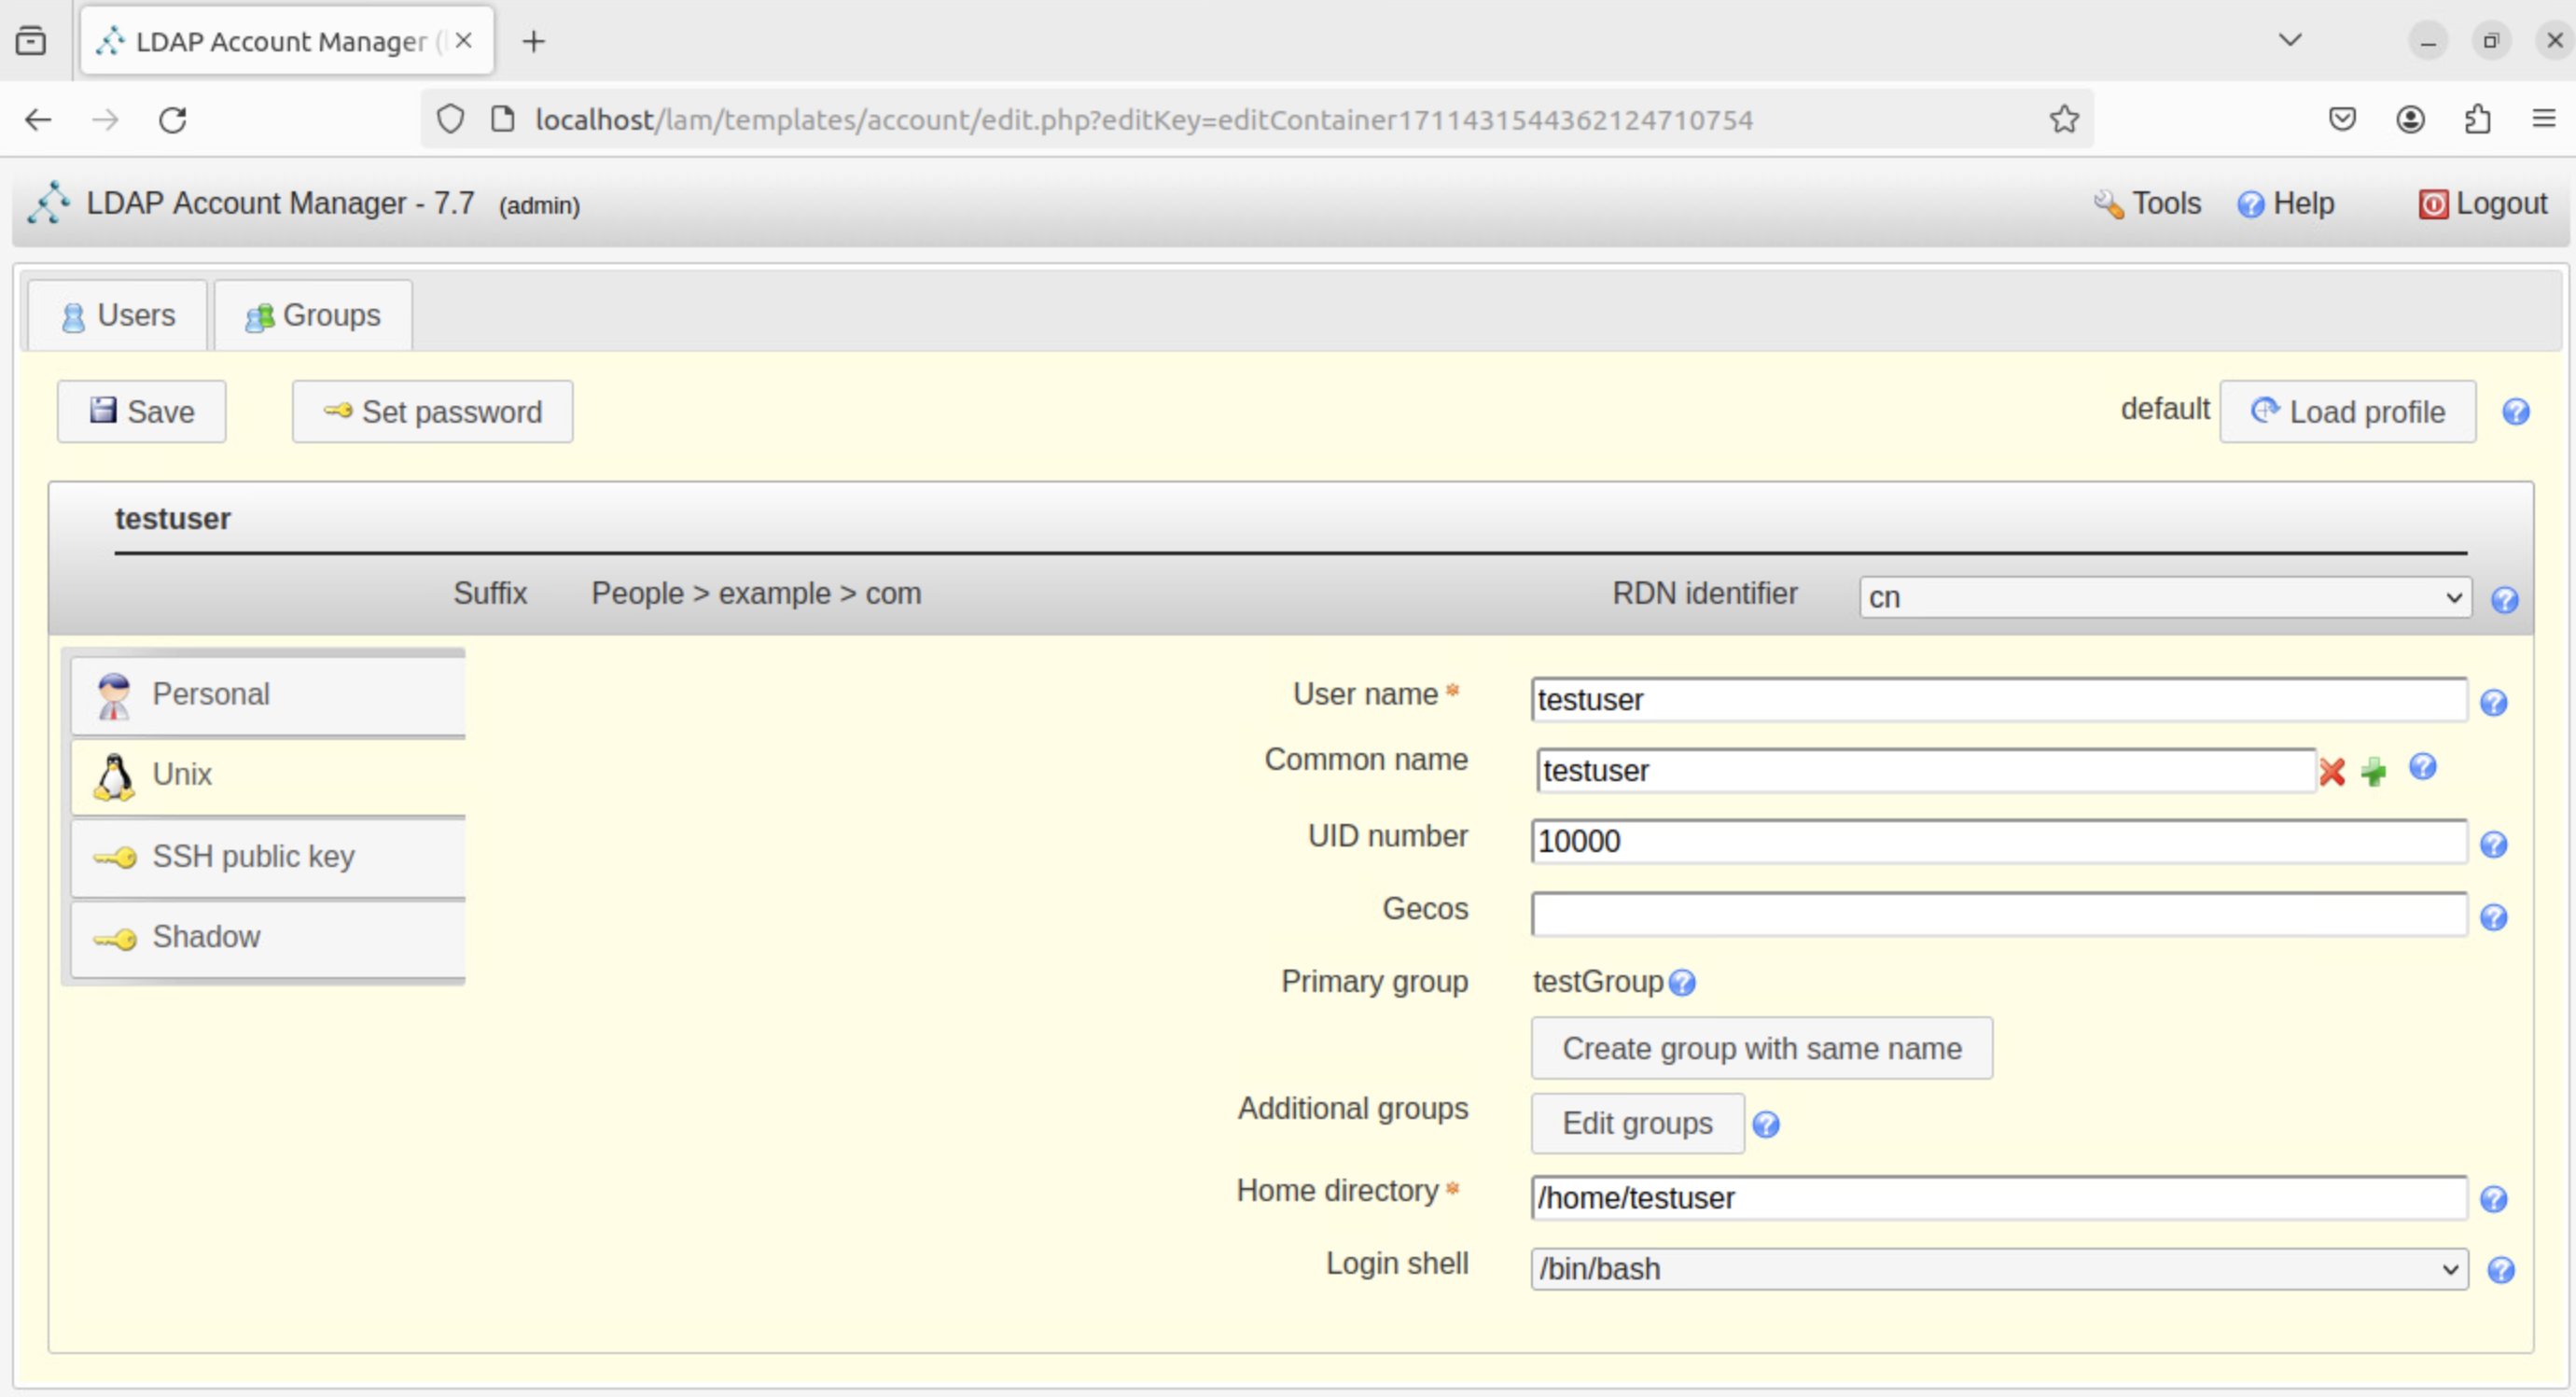 LDAP Account Manager (
localhost/lam/templates/account/edit.php?editKey=editContainer1711431544362124710754
LDAP Account Manager - 7.7 (admin) Tools Help Logout
Users Groups
Save Set password default Load profile
testuser
Suffix People > example > com RDN identifier cn
Personal
Unix
SSH public key
Shadow
User name testuser
Common name testuser
UID number 10000
Gecos
Primary group testGroup
Create group with same name
Additional groups Edit groups
Home directory /home/testuser
Login shell /bin/bash